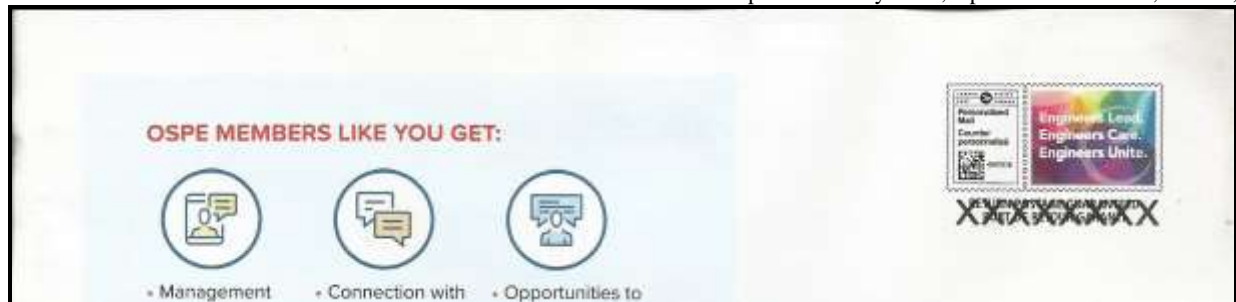 OSPE MEMBERS LIKE YOU GET:
• Management
• Connection with
• Opportunities to
Personalized
Mail
Courrier
personnalisé
Engineers Lead.
Engineers Care.
Engineers Unite.